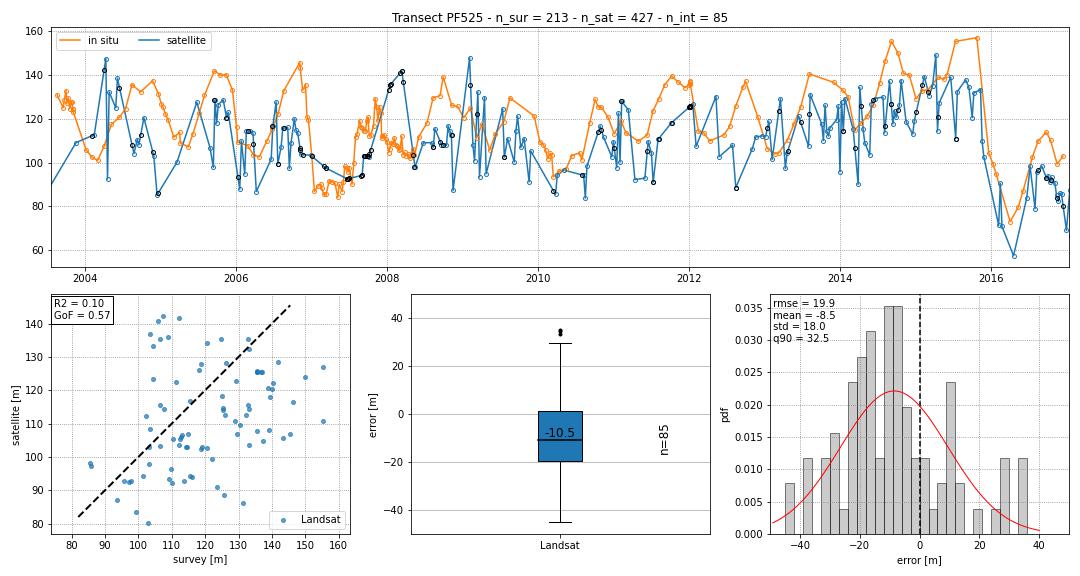 Transect PF525 - n_sur = 213 - n_sat = 427 - n_int = 85
in situ satellite
160
140
120
100
80
60
2004 2006 2008 2010 2012 2014 2016
R2 = 0.10
GoF = 0.57
satellite [m]
140
130
120
110
100
90
80
Landsat
80 90 100 110 120 130 140 150 160
survey [m]
error [m]
40
20
0
−20
−40
-10.5
n=85
Landsat
pdf
0.035
0.030
0.025
0.020
0.015
0.010
0.005
0.000
rmse = 19.9
mean = -8.5
std = 18.0
q90 = 32.5
−40 −20 0 20 40
error [m]